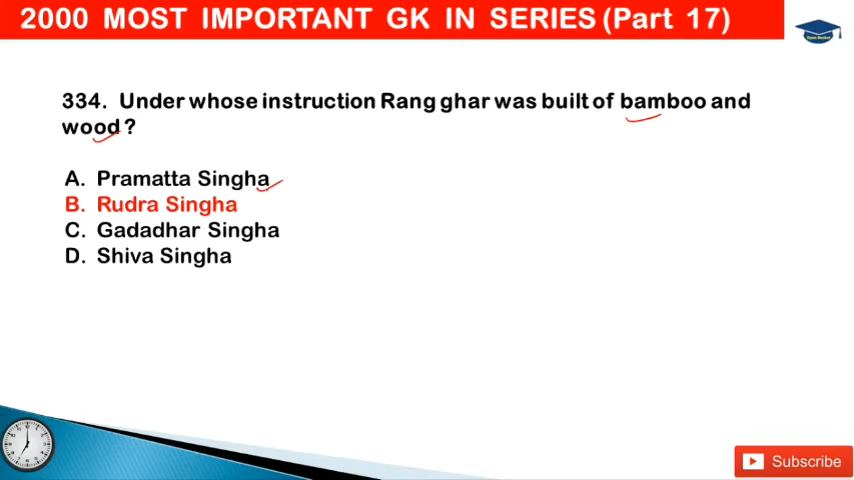 2000 MOST IMPORTANT GK IN SERIES (Part 17)
334. Under whose instruction Rang ghar was built of bamboo and
wood ?
A. Pramatta Singha
B. Rudra Singha
C. Gadadhar Singha
D. Shiva Singha
Subscribe